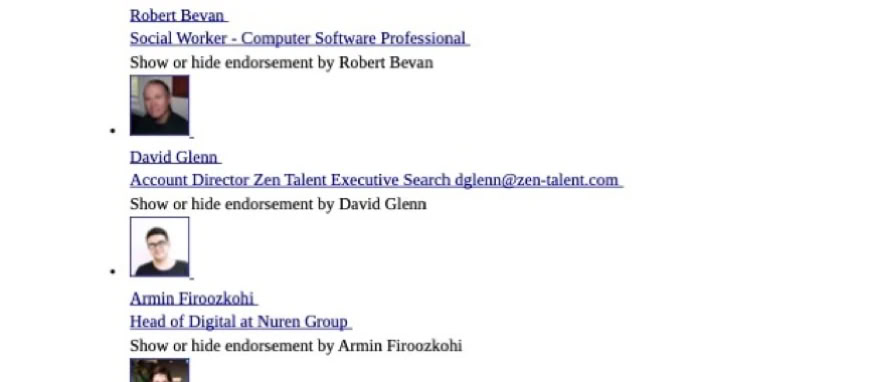 Robert Bevan
Social Worker - Computer Software Professional
Show or hide endorsement by Robert Bevan
David Glenn
Account Director Zen Talent Executive Search dglenn@zen-talent.com
Show or hide endorsement by David Glenn
Armin Firoozkohi
Head of Digital at Nuren Group
Show or hide endorsement by Armin Firoozkohi